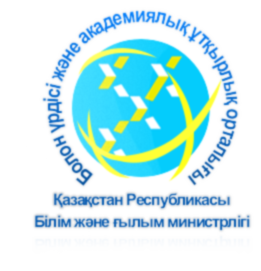 Болон үрдісі және академиялық ұтқырлық орталығы
Қазақстан Республикасы
Білім және ғылым министрлігі